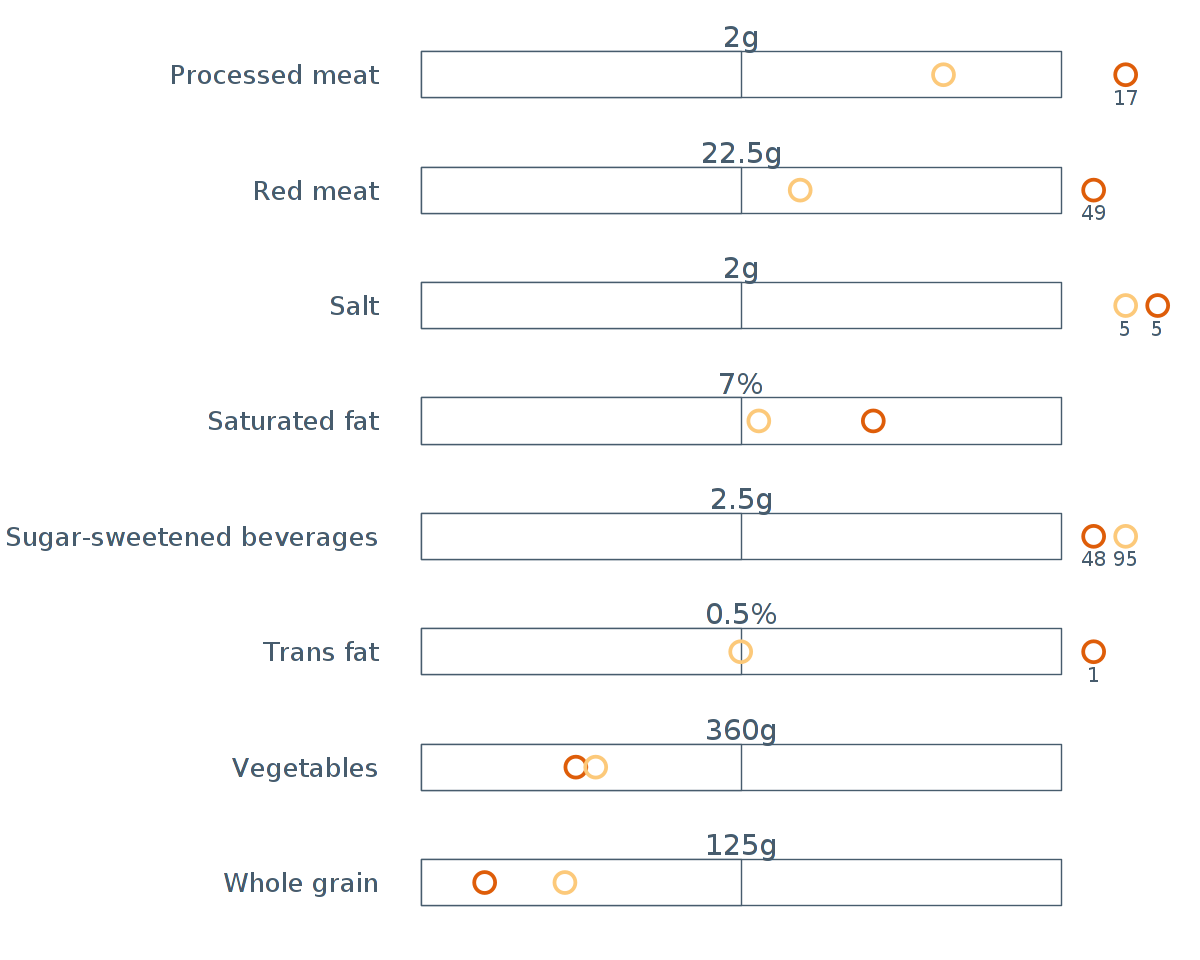 2g
Processed meat
17
22.5g
Red meat
49
2g
Salt
5 5
7%
Saturated fat
2.5g
Sugar-sweetened beverages
48 95
0.5%
Trans fat
1
360g
Vegetables
125g
Whole grain